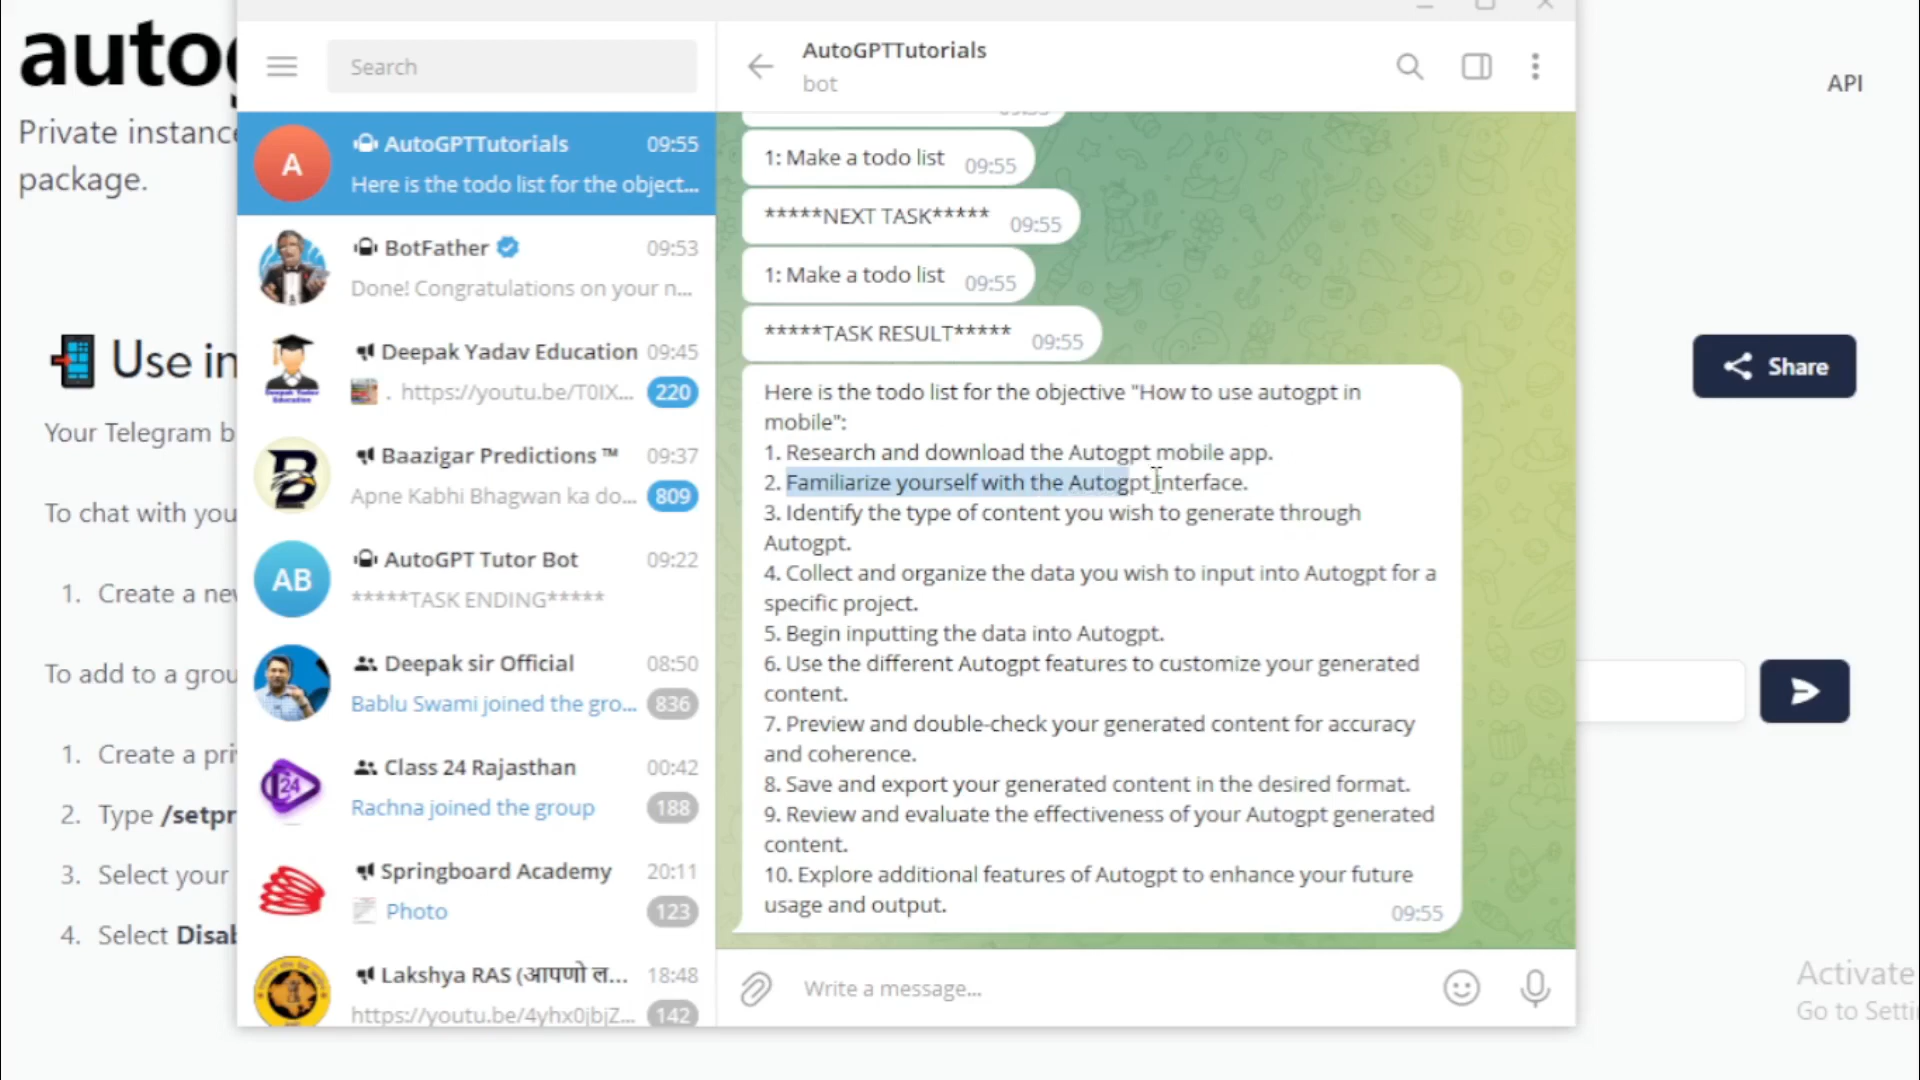 auto
Private instanc
package.
API
Use in
Share
Your Telegram b
To chat with you
1. Create a ne
To add to a grou
1. Create a pri
2. Type /setpr
3. Select your
4. Select Disab
Activate
Go to Setti
Search
AutoGPTTutorials 09:55
Here is the todo list for the object...
BotFather 09:53
Done! Congratulations on your n...
Deepak Yadav Education 09:45
. https://youtu.be/T0IX... 220
B
Baazigar Predictions ™ 09:37
Apne Kabhi Bhagwan ka do... 809
AB
AutoGPT Tutor Bot 09:22
*****TASK ENDING*****
Deepak sir Official 08:50
Bablu Swami joined the gro... 836
24
Class 24 Rajasthan 00:42
Rachna joined the group 188
Springboard Academy 20:11
Photo 123
Lakshya RAS (आपणो ल... 18:48
https://youtu.be/4yhx0jbjZ... 142
A
AutoGPTTutorials
bot
09:55
1: Make a todo list 09:55
*****NEXT TASK***** 09:55
1: Make a todo list 09:55
*****TASK RESULT***** 09:55
Here is the todo list for the objective "How to use autogpt in
mobile":
1. Research and download the Autogpt mobile app.
2. Familiarize yourself with the Autogpt interface.
3. Identify the type of content you wish to generate through
Autogpt.
4. Collect and organize the data you wish to input into Autogpt for a
specific project.
5. Begin inputting the data into Autogpt.
6. Use the different Autogpt features to customize your generated
content.
7. Preview and double-check your generated content for accuracy
and coherence.
8. Save and export your generated content in the desired format.
9. Review and evaluate the effectiveness of your Autogpt generated
content.
10. Explore additional features of Autogpt to enhance your future
usage and output.
09:55
Write a message...